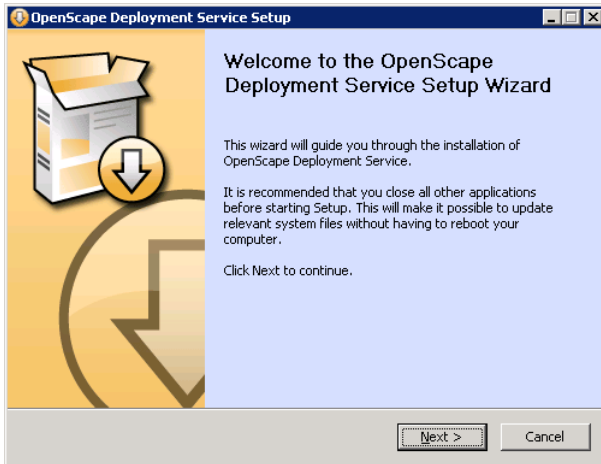 OpenScape Deployment Service Setup
Welcome to the OpenScape
Deployment Service Setup Wizard
This wizard will guide you through the installation of
OpenScape Deployment Service.
It is recommended that you close all other applications
before starting Setup. This will make it possible to update
relevant system files without having to reboot your
computer.
Click Next to continue.
Next >
Cancel